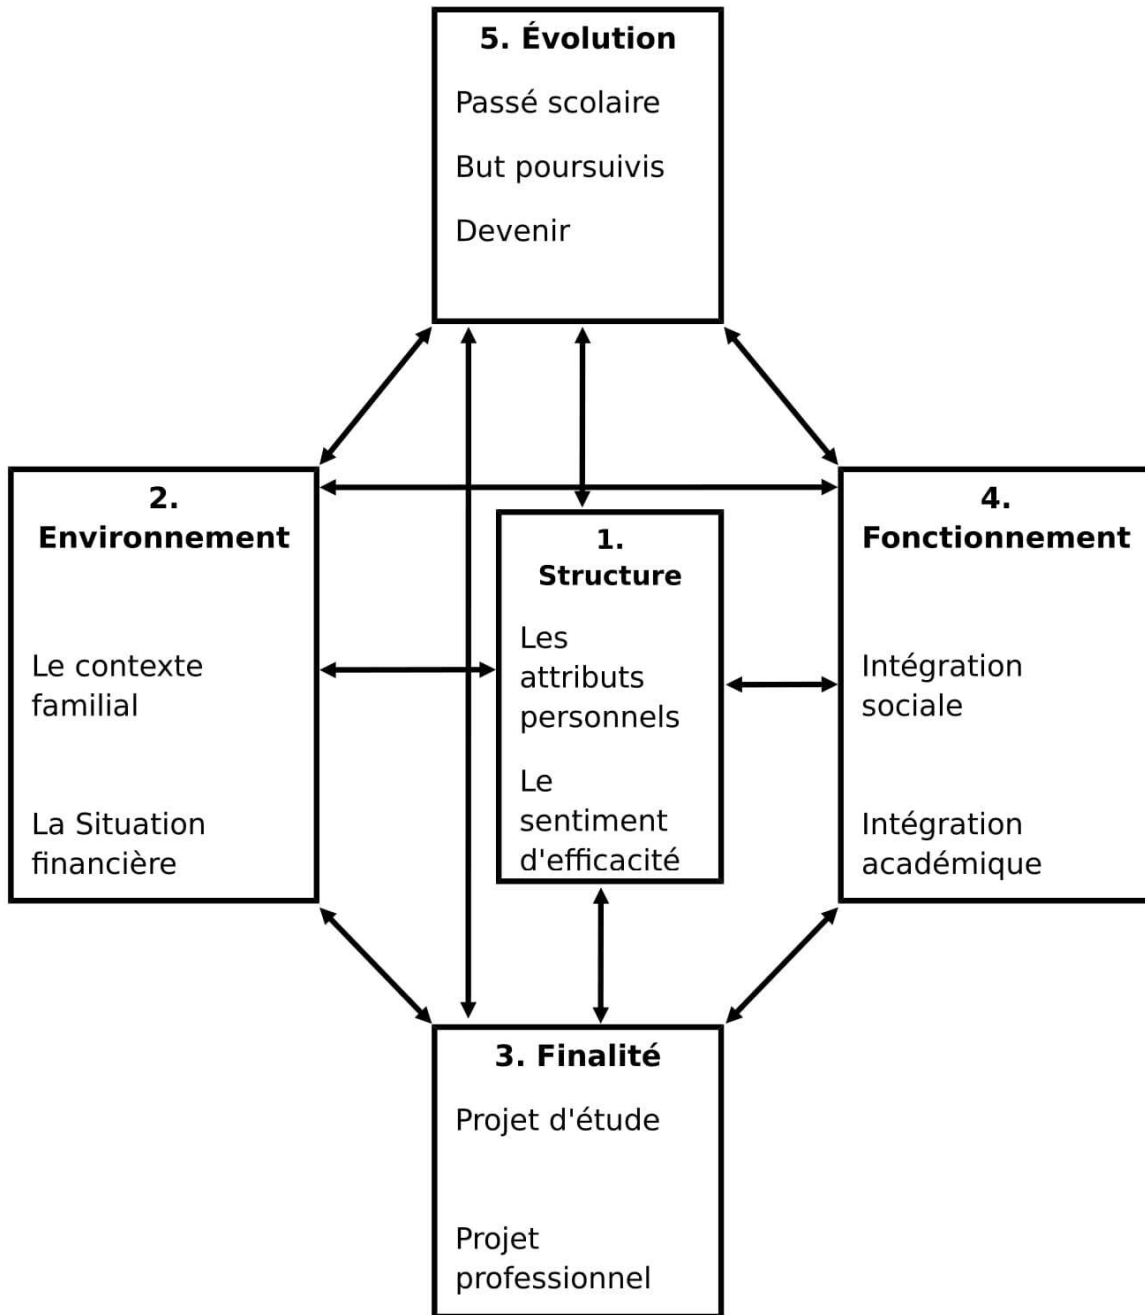 5. Évolution
Passé scolaire
But poursuivis
Devenir
2.
Environnement
Le contexte
familial
La Situation
financière
1.
Structure
Les
attributs
personnels
Le
sentiment
d'efficacité
4.
Fonctionnement
Intégration
sociale
Intégration
académique
3. Finalité
Projet d'étude
Projet
professionnel